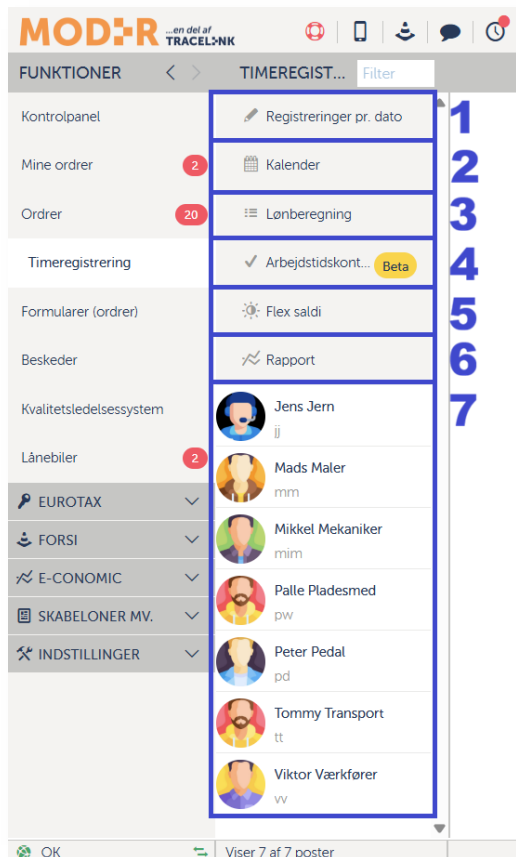 MOD:R ...en del af
TRACELINK
FUNKTIONER
TIMEREGIST... Filter
Kontrolpanel
Registreringer pr. dato 1
Mine ordrer 2
Kalender 2
Ordrer 20
Lønberegning 3
Timeregistrering
Arbejdstidskont... Beta 4
Formularer (ordrer)
Flex saldi 5
Beskeder
Rapport 6
Kvalitetsledelsessystem
Jens Jern 7
jj
Lånebiler 2
Mads Maler
mm
EUROTAX
Mikkel Mekaniker
mim
FORSI
E-CONOMIC
Palle Pladesmed
pw
SKABELONER MV.
INDSTILLINGER
Peter Pedal
pd
Tommy Transport
tt
Viktor Værkfører
vv
OK
Viser 7 af 7 poster